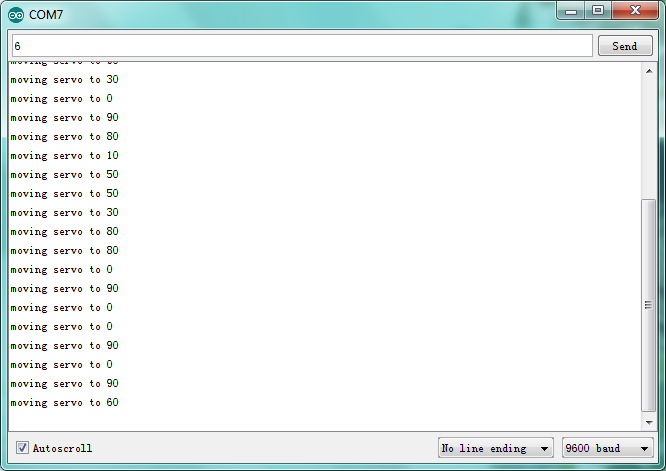 COM7
6
Send
moving servo to
moving servo to 30
moving servo to 0
moving servo to 90
moving servo to 80
moving servo to 10
moving servo to 50
moving servo to 50
moving servo to 30
moving servo to 80
moving servo to 80
moving servo to 0
moving servo to 90
moving servo to 0
moving servo to 0
moving servo to 90
moving servo to 0
moving servo to 90
moving servo to 60
Autoscroll
No line ending
9600 baud